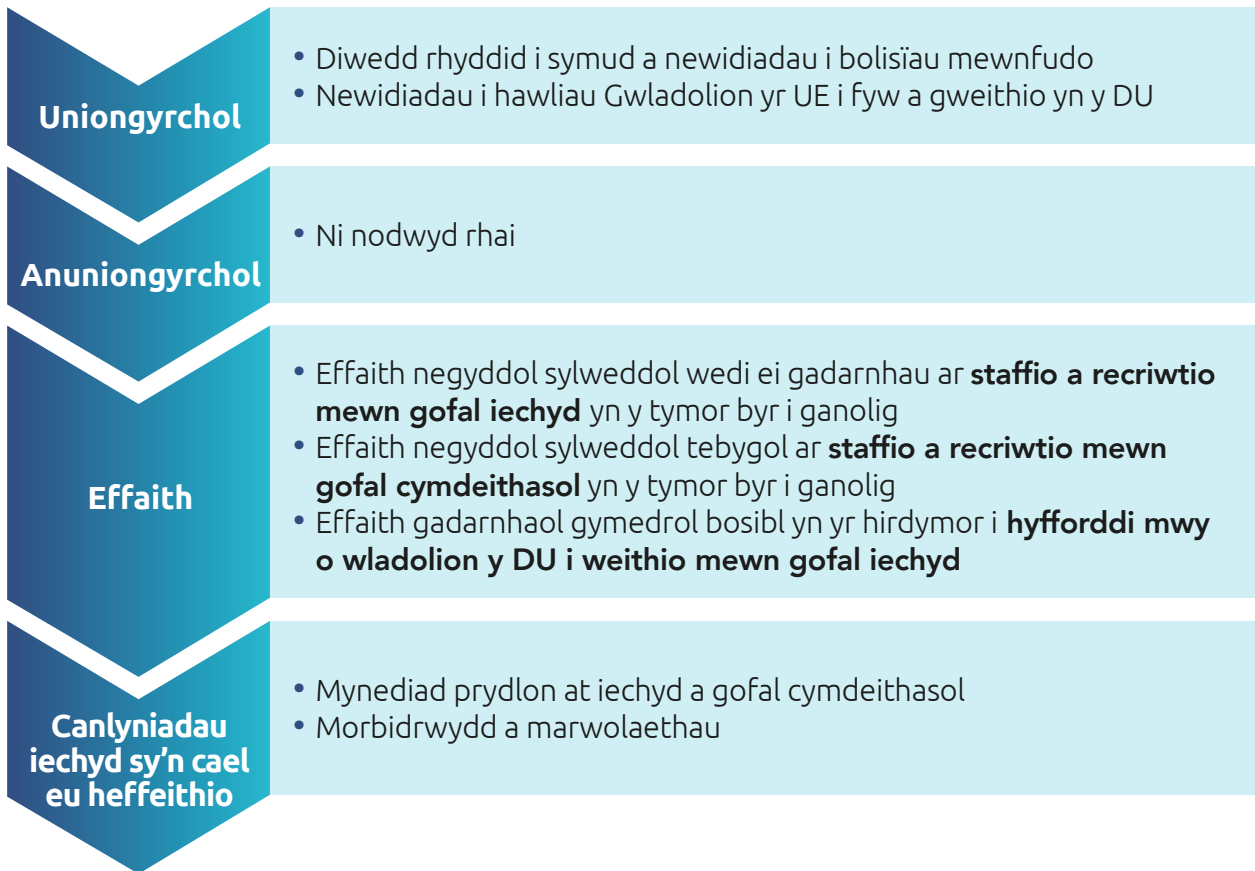 Uniongyrchol
• Diwedd rhyddid i symud a newidiadau i bolisïau mewnfudo
• Newidiadau i hawliau Gwladolion yr UE i fyw a gweithio yn y DU
Anuniongyrchol
• Ni nodwyd rhai
Effaith
• Effaith negyddol sylweddol wedi ei gadarnhau ar staffio a recriwtio
mewn gofal iechyd yn y tymor byr i ganolig
• Effaith negyddol sylweddol tebygol ar staffio a recriwtio mewn
gofal cymdeithasol yn y tymor byr i ganolig
• Effaith gadarnhaol gymedrol bosibl yn yr hirdymor i hyfforddi mwy
o wladolion y DU i weithio mewn gofal iechyd
Canlyniadau
iechyd sy’n cael
eu heffeithio
• Mynediad prydlon at iechyd a gofal cymdeithasol
• Morbidrwydd a marwolaethau